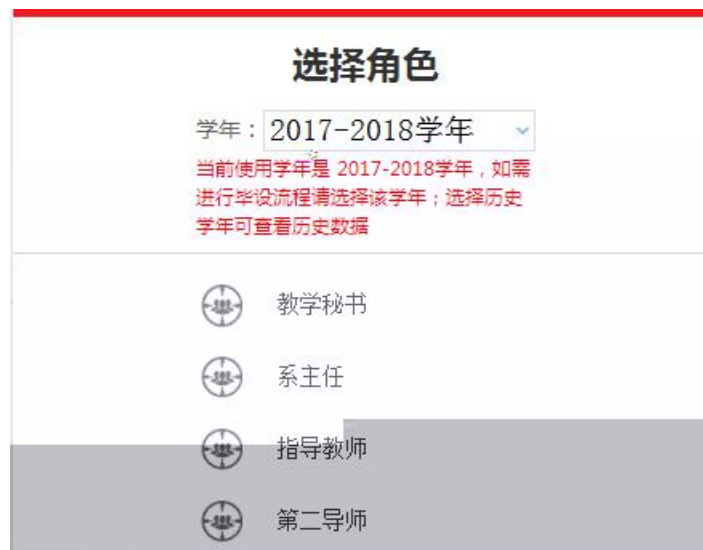 选择角色
学年：2017-2018学年
当前使用学年是 2017-2018学年，如需
进行毕设流程请选择该学年；选择历史
学年可查看历史数据
教学秘书
系主任
指导教师
第二导师